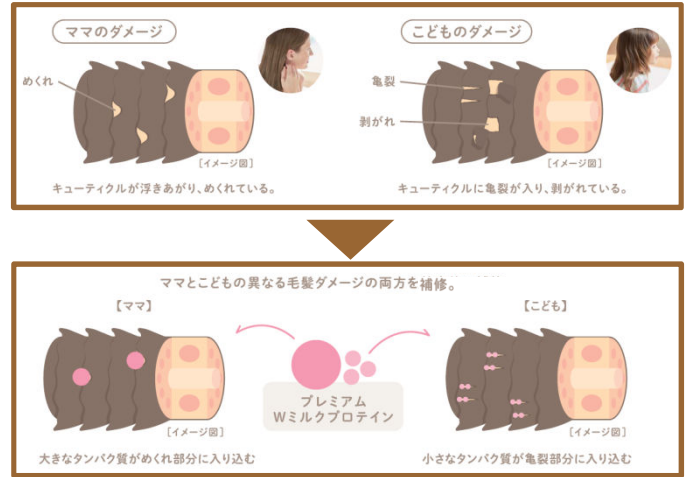 ママのダメージ
こどものダメージ
めくれ
亀裂
剥がれ
[イメージ図]
[イメージ図]
キューティクルが浮きあがり、めくれている。
キューティクルに亀裂が入り、剥がれている。
ママとこどもの異なる毛髪ダメージの両方を補修。
【ママ】
【こども】
プレミアム
Wミルクプロテイン
[イメージ図]
[イメージ図]
大きなタンパク質がめくれ部分に入り込む
小さなタンパク質が亀裂部分に入り込む